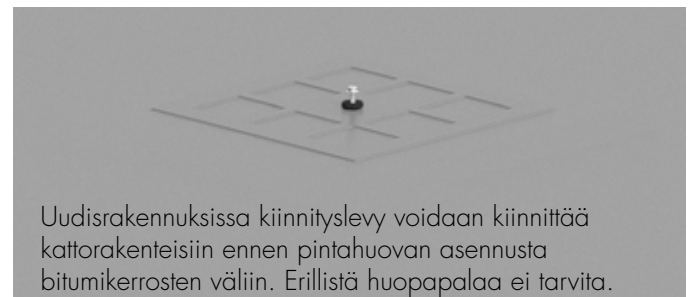 Uudisrakennuksissa kiinnityslevy voidaan kiinnittää
kattorakenteisiin ennen pintahuovan asennusta
bitumikerrosten väliin. Erillistä huopapalaa ei tarvita.